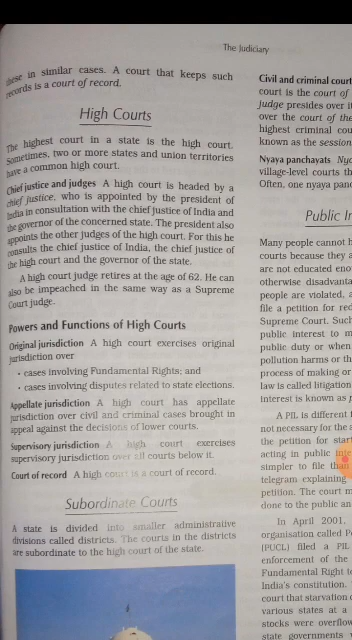 The Judiciary
these in similar cases. A court that keeps such
records is a court of record.
High Courts
The highest court in a state is the high court.
Sometimes, two or more states and union territories
have a common high court.
Chief justice and judges A high court is headed by a
chief justice, who is appointed by the president of
India in consultation with the chief justice of India and
the governor of the concerned state. The president also
appoints the other judges of the high court. For this he
consults the chief justice of India, the chief justice of
the high court and the governor of the state.
A high court judge retires at the age of 62. He can
also be impeached in the same way as a Supreme
Court judge.
Powers and Functions of High Courts
Original jurisdiction A high court exercises original
jurisdiction over
• cases involving Fundamental Rights; and
• cases involving disputes related to state elections.
Appellate jurisdiction A high court has appellate
jurisdiction over civil and criminal cases brought in
appeal against the decisions of lower courts.
Supervisory jurisdiction A high court exercises
supervisory jurisdiction over all courts below it.
Court of record A high court is a court of record.
Subordinate Courts
A state is divided into smaller administrative
divisions called districts. The courts in the districts
are subordinate to the high court of the state.
Civil and criminal court
court is the court of
judge presides over it
over the court of the
highest criminal cou
known as the session
Nyaya panchayats Nya
village-level courts tha
Often, one nyaya pan
Public In
Many people cannot h
courts because they a
are not educated eno
otherwise disadvanta
people are violated, a
file a petition for red
Supreme Court. Such
public interest to m
public duty or when
pollution harms or th
process of making or
law is called litigation
interest is known as p
A PIL is different f
not necessary for the a
the petition for start
acting in public inte
simpler to file than
telegram explaining
petition. The court m
done to the public an
In April 2001,
organisation called Pe
(PUCL) filed a PIL
enforcement of the
Fundamental Right to
India's constitution.
court that starvation d
various states at a
stocks were overflow
state governments